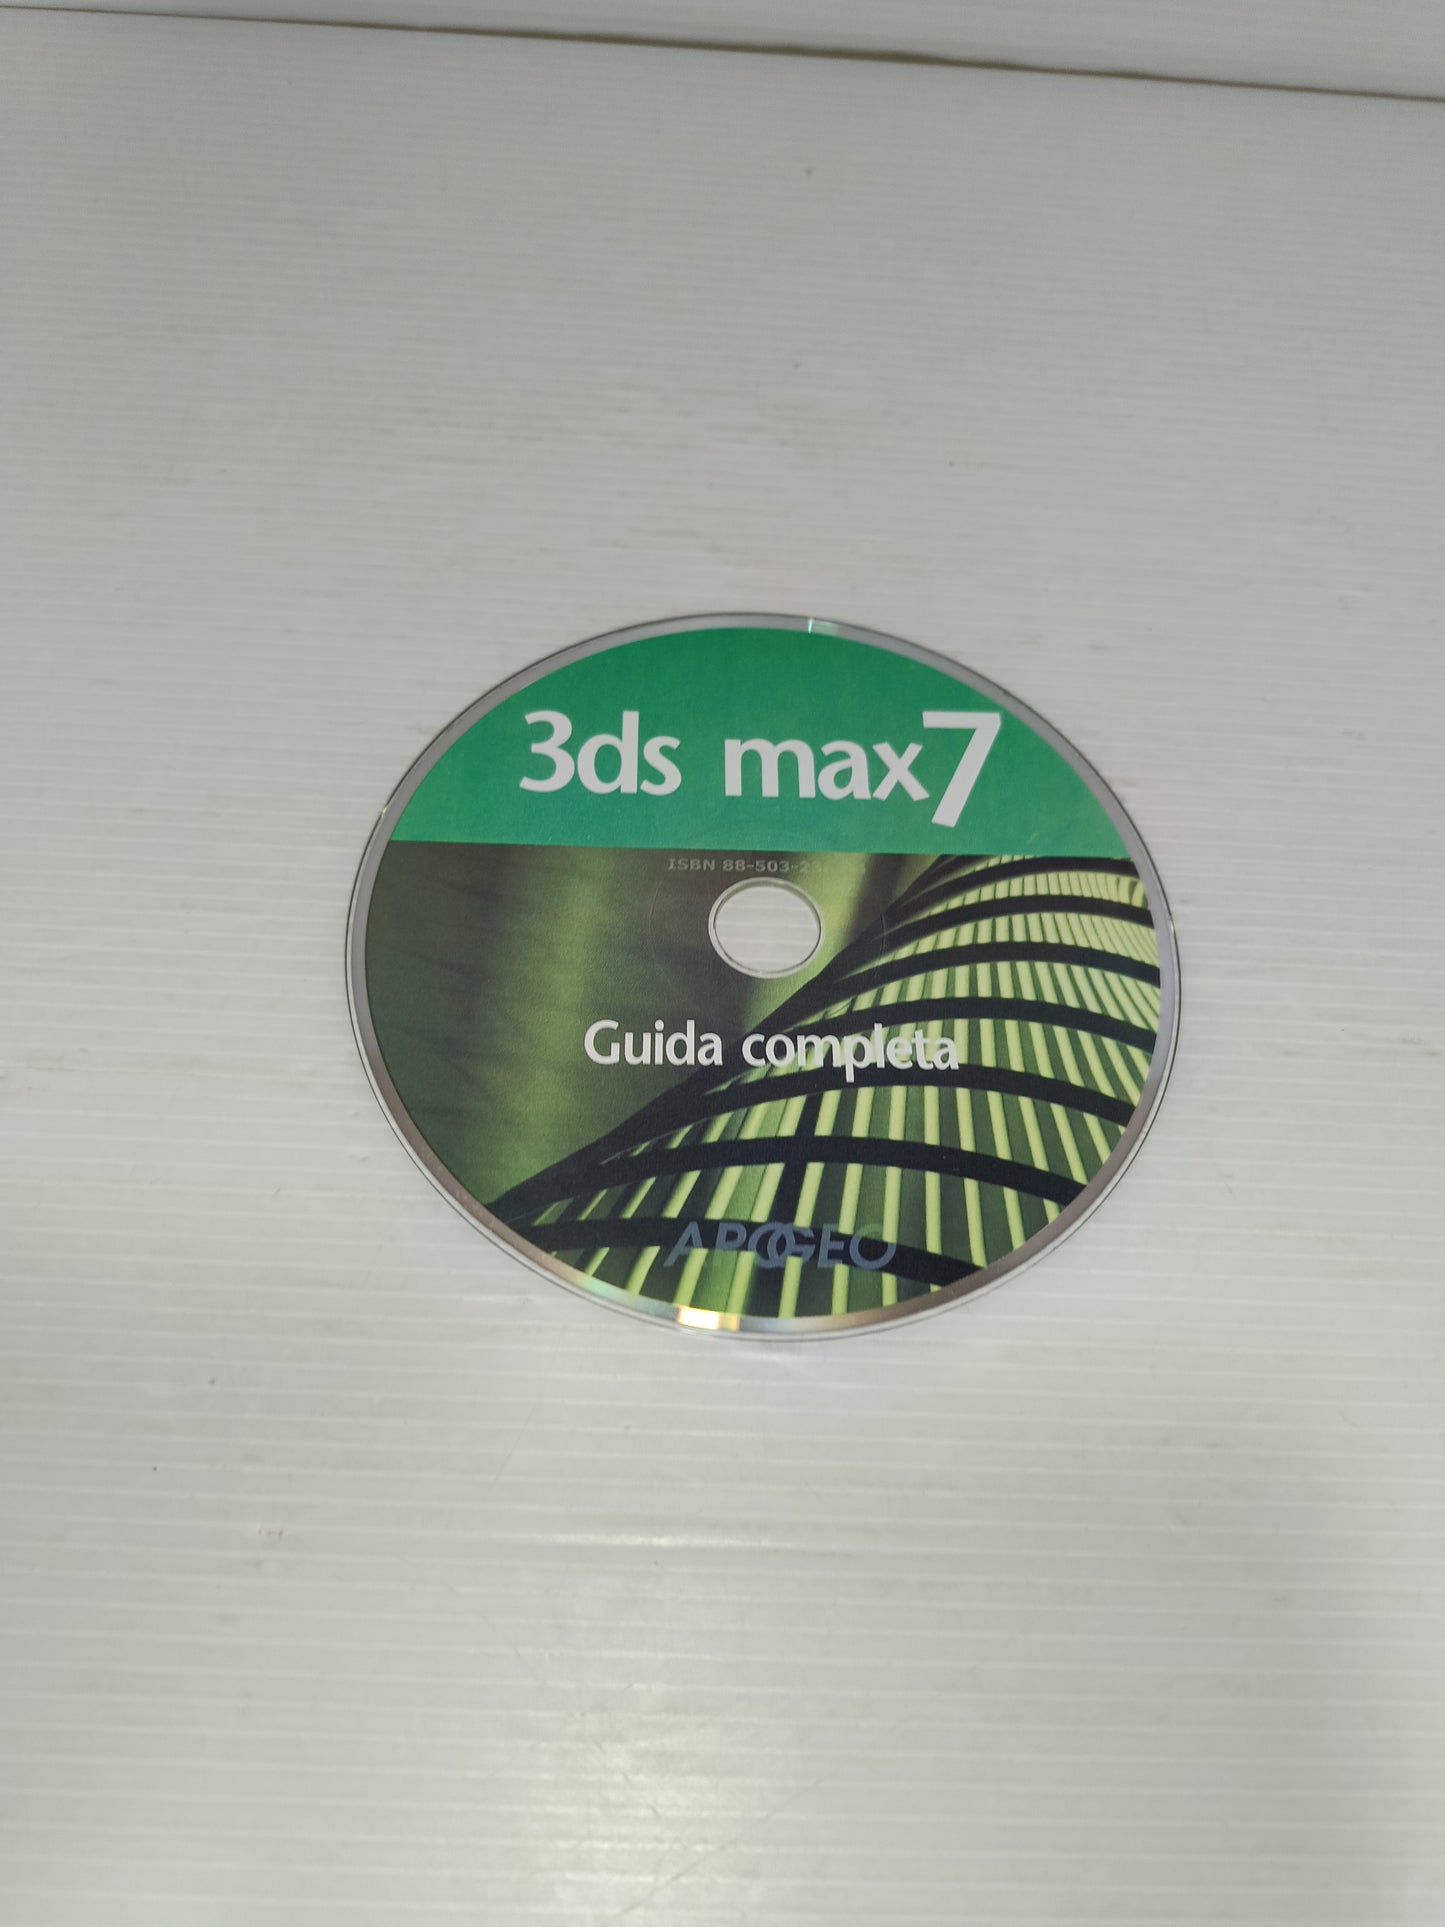 3ds max7
ISBN 88-503-23
Guida completa
APOGEO